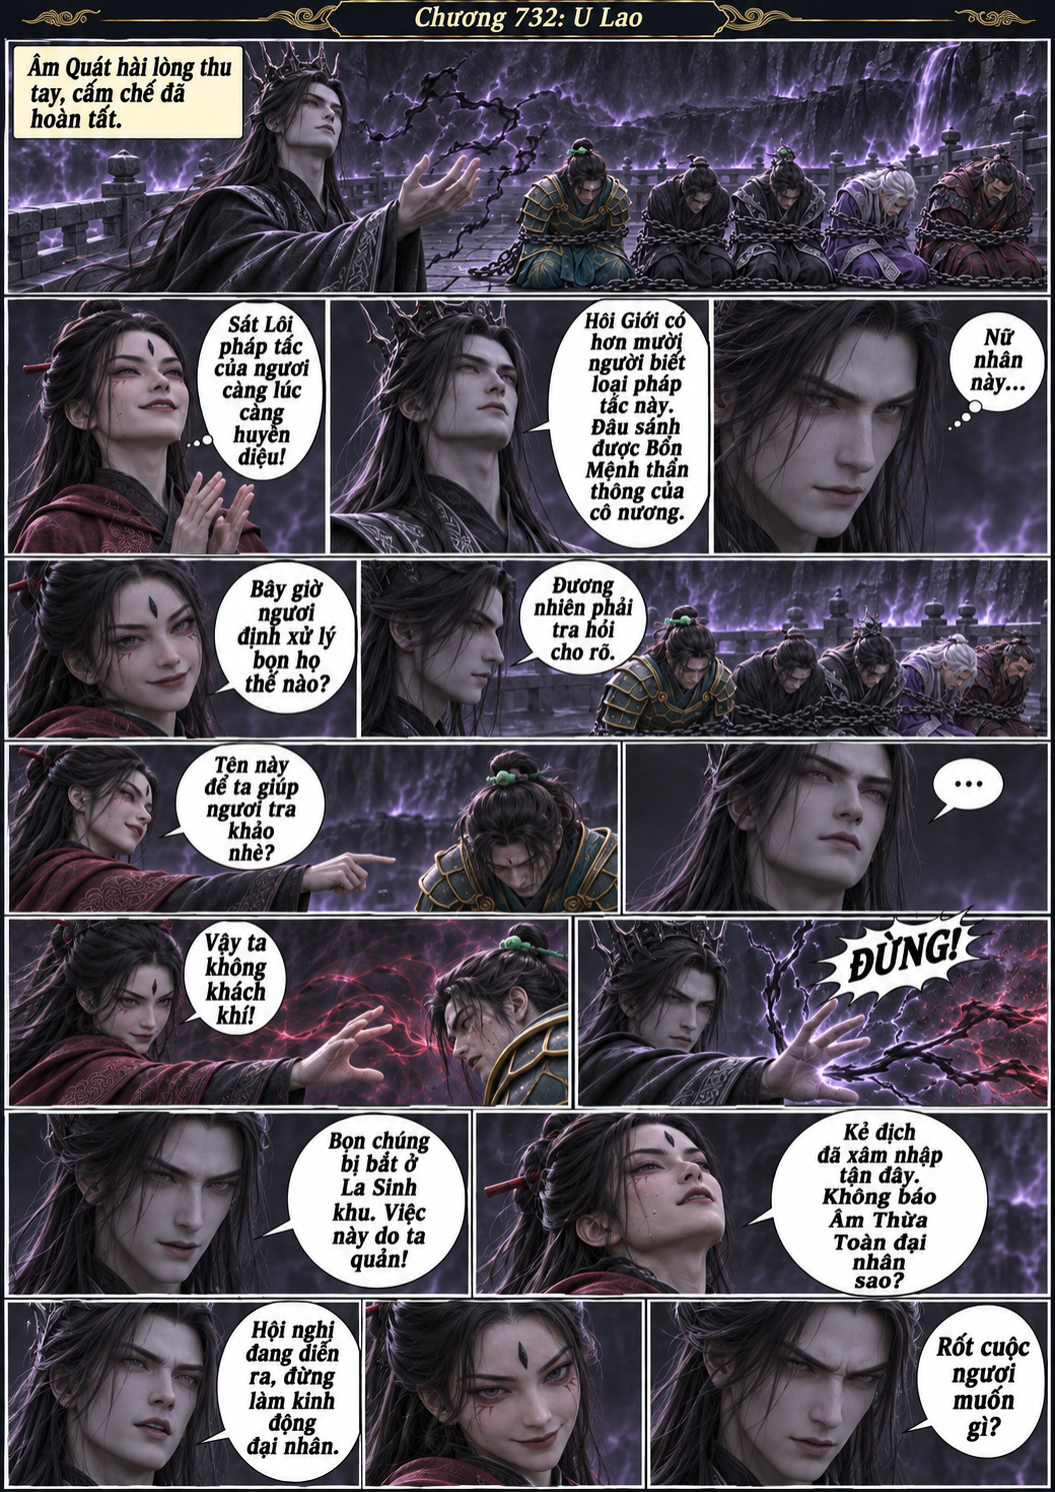 Chương 732: U Lao
Âm Quát hài lòng thu
tay, cấm chế đã
hoàn tất.
Sát Lôi
pháp tắc
của ngươi
càng lúc
càng
huyền
diệu!
Hôi Giới có
hơn mười
người biết
loại pháp
tắc này.
Đâu sánh
được Bổn
Mệnh thần
thông của
cô nương.
Nữ
nhân
này...
Bây giờ
ngươi
định xử lý
bọn họ
thế nào?
Đương
nhiên phải
tra hỏi
cho rõ.
Tên này
để ta giúp
ngươi tra
khảo
nhè?
...
Vậy ta
không
khách
khí!
ĐỪNG!
Bọn chúng
bị bắt ở
La Sinh
khu. Việc
này do ta
quản!
Kẻ địch
đã xâm nhập
tận đây.
Không báo
Âm Thừa
Toàn đại
nhân
sao?
Hội nghị
đang diễn
ra, đừng
làm kinh
động
đại nhân.
Rốt cuộc
ngươi
muốn
gì?